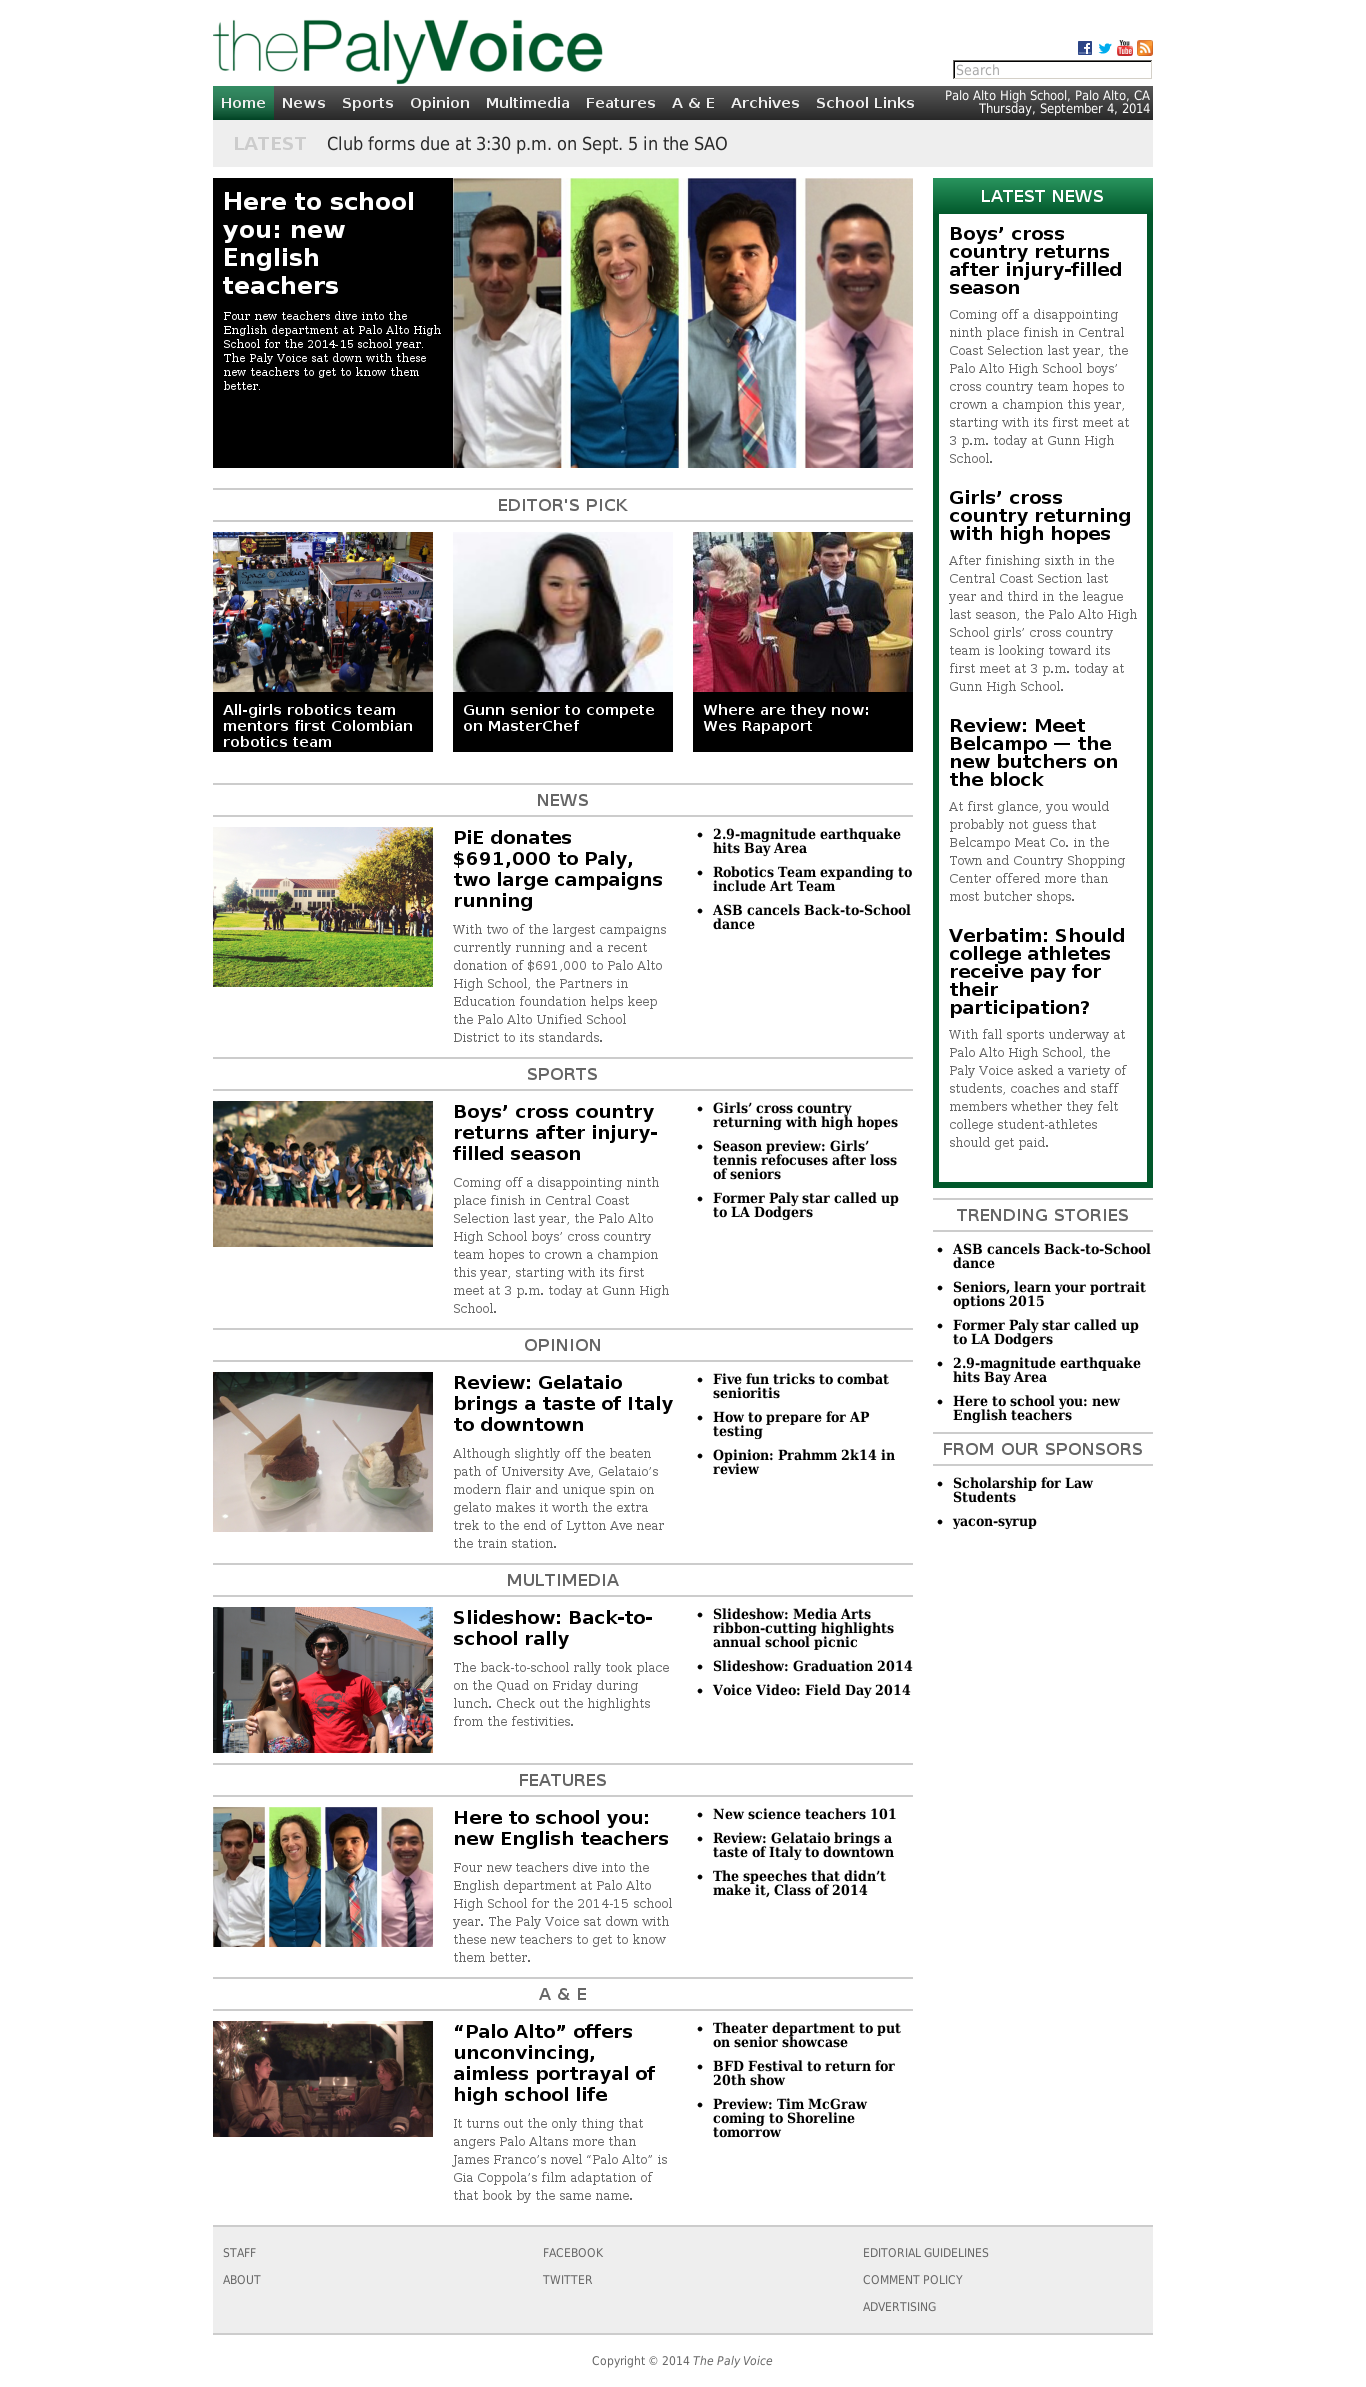 thePalyVoice
Search
Home News Sports Opinion Multimedia Features A & E Archives School Links
Palo Alto High School, Palo Alto, CA
Thursday, September 4, 2014
LATEST Club forms due at 3:30 p.m. on Sept. 5 in the SAO
Here to school
you: new
English
teachers
Four new teachers dive into the
English department at Palo Alto High
School for the 2014-15 school year.
The Paly Voice sat down with these
new teachers to get to know them
better.
EDITOR'S PICK
All-girls robotics team
mentors first Colombian
robotics team
Gunn senior to compete
on MasterChef
Where are they now:
Wes Rapaport
NEWS
PiE donates
$691,000 to Paly,
two large campaigns
running
With two of the largest campaigns
currently running and a recent
donation of $691,000 to Palo Alto
High School, the Partners in
Education foundation helps keep
the Palo Alto Unified School
District to its standards.
2.9-magnitude earthquake
hits Bay Area
Robotics Team expanding to
include Art Team
ASB cancels Back-to-School
dance
SPORTS
Boys’ cross country
returns after injury-
filled season
Coming off a disappointing ninth
place finish in Central Coast
Selection last year, the Palo Alto
High School boys’ cross country
team hopes to crown a champion
this year, starting with its first
meet at 3 p.m. today at Gunn High
School.
Girls’ cross country
returning with high hopes
Season preview: Girls’
tennis refocuses after loss
of seniors
Former Paly star called up
to LA Dodgers
OPINION
Review: Gelataio
brings a taste of Italy
to downtown
Although slightly off the beaten
path of University Ave, Gelataio’s
modern flair and unique spin on
gelato makes it worth the extra
trek to the end of Lytton Ave near
the train station.
Five fun tricks to combat
senioritis
How to prepare for AP
testing
Opinion: Prahmm 2k14 in
review
MULTIMEDIA
Slideshow: Back-to-
school rally
The back-to-school rally took place
on the Quad on Friday during
lunch. Check out the highlights
from the festivities.
Slideshow: Media Arts
ribbon-cutting highlights
annual school picnic
Slideshow: Graduation 2014
Voice Video: Field Day 2014
FEATURES
Here to school you:
new English teachers
Four new teachers dive into the
English department at Palo Alto
High School for the 2014-15 school
year. The Paly Voice sat down with
these new teachers to get to know
them better.
New science teachers 101
Review: Gelataio brings a
taste of Italy to downtown
The speeches that didn’t
make it, Class of 2014
A & E
“Palo Alto” offers
unconvincing,
aimless portrayal of
high school life
It turns out the only thing that
angers Palo Altans more than
James Franco’s novel “Palo Alto” is
Gia Coppola’s film adaptation of
that book by the same name.
Theater department to put
on senior showcase
BFD Festival to return for
20th show
Preview: Tim McGraw
coming to Shoreline
tomorrow
LATEST NEWS
Boys’ cross
country returns
after injury-filled
season
Coming off a disappointing
ninth place finish in Central
Coast Selection last year, the
Palo Alto High School boys’
cross country team hopes to
crown a champion this year,
starting with its first meet at
3 p.m. today at Gunn High
School.
Girls’ cross
country returning
with high hopes
After finishing sixth in the
Central Coast Section last
year and third in the league
last season, the Palo Alto High
School girls’ cross country
team is looking toward its
first meet at 3 p.m. today at
Gunn High School.
Review: Meet
Belcampo — the
new butchers on
the block
At first glance, you would
probably not guess that
Belcampo Meat Co. in the
Town and Country Shopping
Center offered more than
most butcher shops.
Verbatim: Should
college athletes
receive pay for
their
participation?
With fall sports underway at
Palo Alto High School, the
Paly Voice asked a variety of
students, coaches and staff
members whether they felt
college student-athletes
should get paid.
TRENDING STORIES
ASB cancels Back-to-School
dance
Seniors, learn your portrait
options 2015
Former Paly star called up
to LA Dodgers
2.9-magnitude earthquake
hits Bay Area
Here to school you: new
English teachers
FROM OUR SPONSORS
Scholarship for Law
Students
yacon-syrup
STAFF
ABOUT
FACEBOOK
TWITTER
EDITORIAL GUIDELINES
COMMENT POLICY
ADVERTISING
Copyright © 2014 The Paly Voice